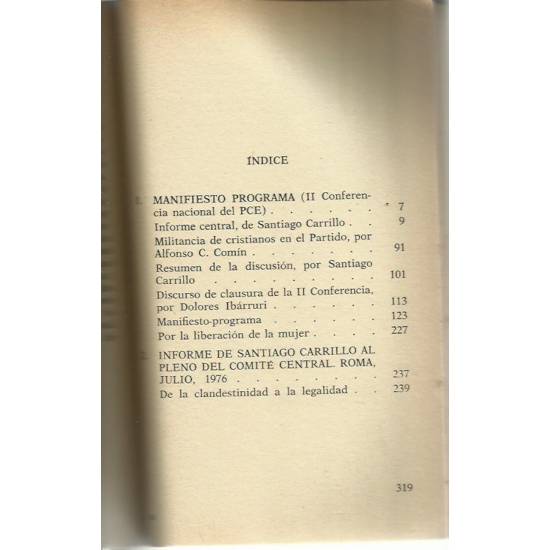 ÍNDICE
1. MANIFIESTO PROGRAMA (II Conferen-
cia nacional del PCE) . . . . . . 7
Informe central, de Santiago Carrillo . . 9
Militancia de cristianos en el Partido, por
Alfonso C. Comín . . . . . . . 91
Resumen de la discusión, por Santiago
Carrillo . . . . . . . . . 101
Discurso de clausura de la II Conferencia,
por Dolores Ibárruri . . . . . . 113
Manifiesto-programa . . . . . . 123
Por la liberación de la mujer . . . . 227
2. INFORME DE SANTIAGO CARRILLO AL
PLENO DEL COMITÉ CENTRAL. ROMA,
JULIO, 1976 . . . . . . . . 237
De la clandestinidad a la legalidad . . 239
319